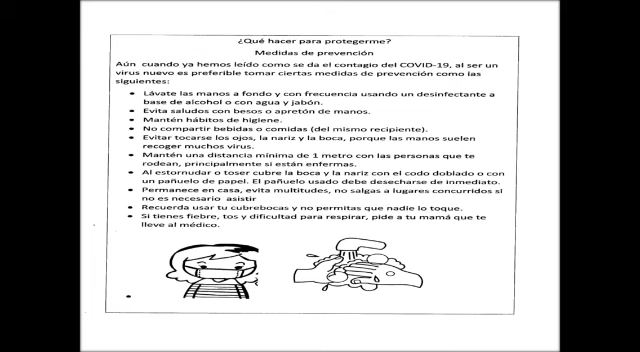 ¿Qué hacer para protegerme?
Medidas de prevención
Aún cuando ya hemos leído como se da el contagio del COVID-19, al ser un
virus nuevo es preferible tomar ciertas medidas de prevención como las
siguientes:
• Lávate las manos a fondo y con frecuencia usando un desinfectante a
base de alcohol o con agua y jabón.
• Evita saludos con besos o apretón de manos.
• Mantén hábitos de higiene.
• No compartir bebidas o comidas (del mismo recipiente).
• Evitar tocarse los ojos, la nariz y la boca, porque las manos suelen
recoger muchos virus.
• Mantén una distancia mínima de 1 metro con las personas que te
rodean, principalmente si están enfermas.
• Al estornudar o toser cubre la boca y la nariz con el codo doblado o con
un pañuelo de papel. El pañuelo usado debe desecharse de inmediato.
• Permanece en casa, evita multitudes, no salgas a lugares concurridos si
no es necesario asistir
• Recuerda usar tu cubrebocas y no permitas que nadie lo toque.
• Si tienes fiebre, tos y dificultad para respirar, pide a tu mamá que te
lleve al médico.
•